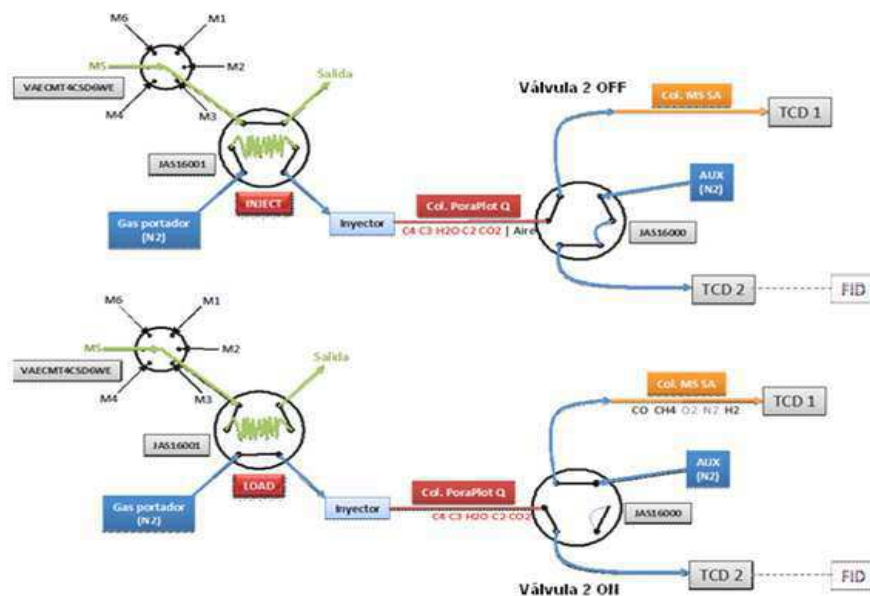 M6
M1
M5
M2
VAECMT4CSD6WE
M4
M3
Salida
Válvula 2 OFF
Col. MS 5A
TCD 1
JAS16001
Gas portador
(N2)
INJECT
Inyector
Col. PoraPlot Q
C4 C3 H2O C2 CO2 | Aire
AUX
(N2)
JAS16000
TCD 2
FID
M6
M1
M5
M2
VAECMT4CSD6WE
M4
M3
Salida
Col. MS 5A
TCD 1
CO CH4 O2 N2 H2
JAS16001
Gas portador
(N2)
LOAD
Inyector
Col. PoraPlot Q
C4 C3 H2O C2 CO2
AUX
(N2)
JAS16000
TCD 2
FID
Válvula 2 ON